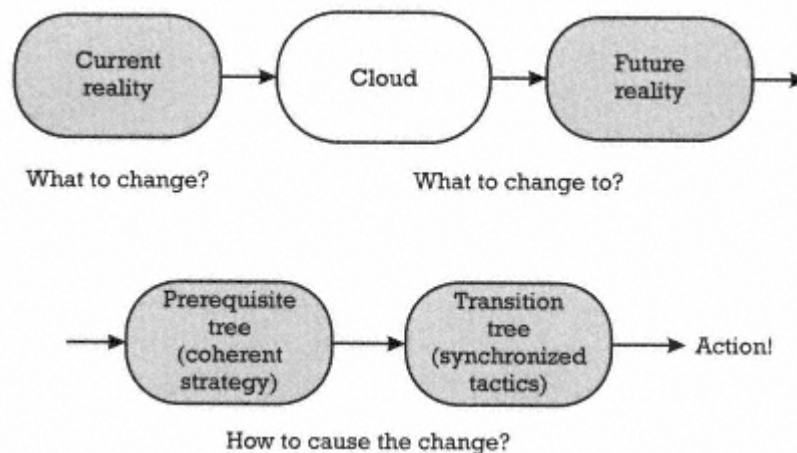 Current
reality
Cloud
Future
reality
What to change?
What to change to?
Prerequisite
tree
(coherent
strategy)
Transition
tree
(synchronized
tactics)
Action!
How to cause the change?